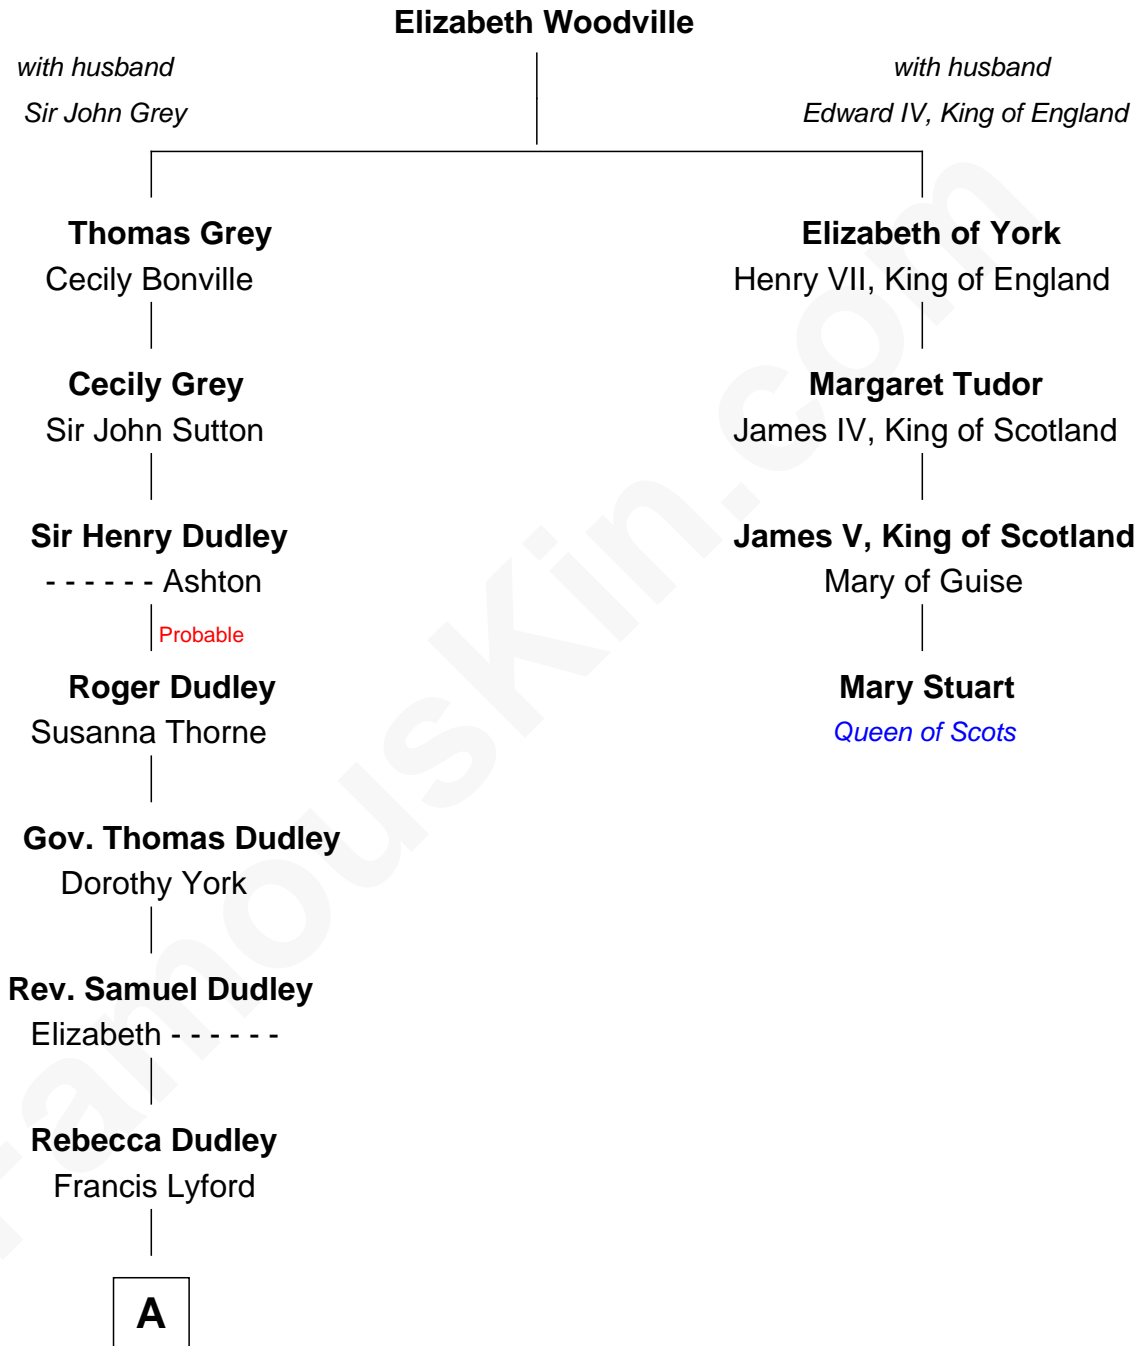 Elizabeth Woodville
with husband
Sir John Grey
with husband
Edward IV, King of England
Thomas Grey
Cecily Bonville
Elizabeth of York
Henry VII, King of England
Cecily Grey
Sir John Sutton
Margaret Tudor
James IV, King of Scotland
Sir Henry Dudley
- - - - - - Ashton
James V, King of Scotland
Mary of Guise
Probable
Roger Dudley
Susanna Thorne
Mary Stuart
Queen of Scots
Gov. Thomas Dudley
Dorothy York
Rev. Samuel Dudley
Elizabeth - - - - - -
Rebecca Dudley
Francis Lyford
A
FamousKin.com